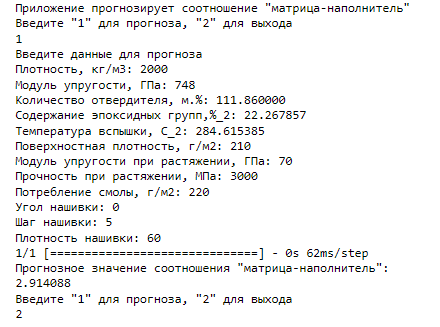 Приложение прогнозирует соотношение "матрица-наполнитель"
Введите "1" для прогноза, "2" для выхода
1
Введите данные для прогноза
Плотность, кг/м3: 2000
Модуль упругости, ГПа: 748
Количество отвердителя, м.%: 111.860000
Содержание эпоксидных групп,%_2: 22.267857
Температура вспышки, С_2: 284.615385
Поверхностная плотность, г/м2: 210
Модуль упругости при растяжении, ГПа: 70
Прочность при растяжении, МПа: 3000
Потребление смолы, г/м2: 220
Угол нашивки: 0
Шаг нашивки: 5
Плотность нашивки: 60
1/1 [==============================] - 0s 62ms/step
Прогнозное значение соотношения "матрица-наполнитель":
2.914088
Введите "1" для прогноза, "2" для выхода
2